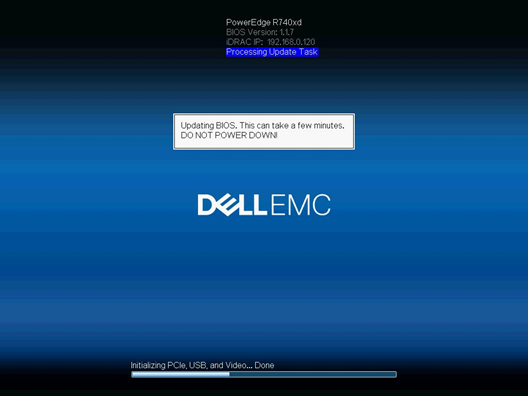 PowerEdge R740xd
BIOS Version: 1.1.7
iDRAC IP: 192.168.0.120
Processing Update Task
Updating BIOS. This can take a few minutes.
DO NOT POWER DOWN!
DELLEMC
Initializing PCIe, USB, and Video... Done